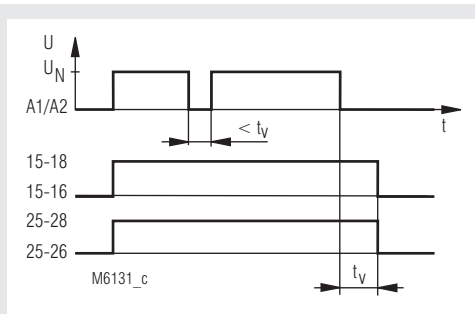 U
U_N
A1/A2
< t_v
t
15-18
15-16
25-28
25-26
t_v
M6131_c